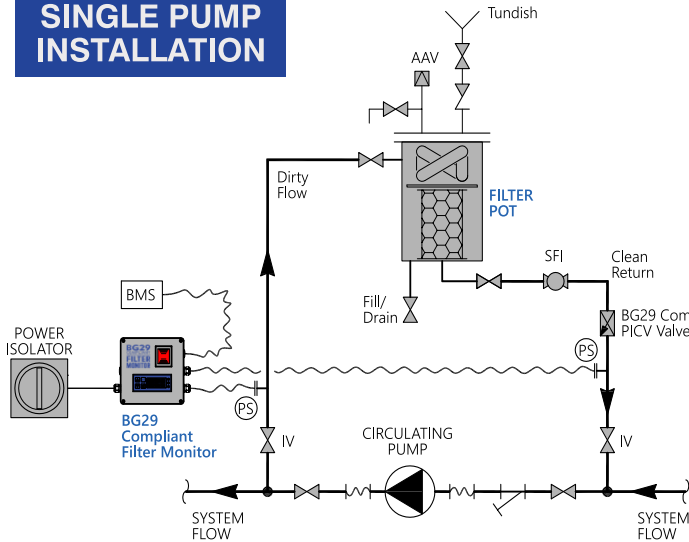 SINGLE PUMP
INSTALLATION
Tundish
AAV
Dirty
Flow
FILTER
POT
SFI
Clean
Return
BMS
Fill/
Drain
BG29 Com
PICV Valve
POWER
ISOLATOR
BG29
FILTER
MONITOR
PS
PS
BG29
Compliant
Filter Monitor
IV
CIRCULATING
PUMP
IV
SYSTEM
FLOW
SYSTEM
FLOW